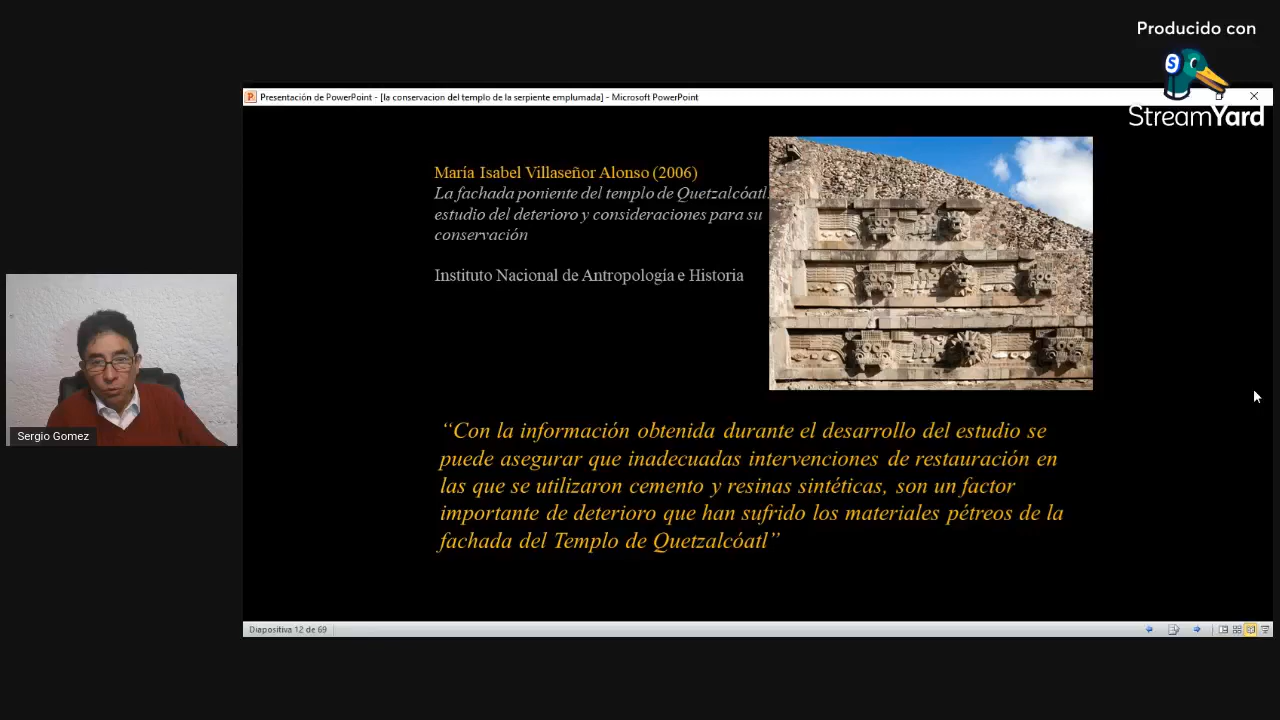 Producido con
StreamYard
Presentación de PowerPoint - [la conservacion del templo de la serpiente emplumada] - Microsoft PowerPoint
María Isabel Villaseñor Alonso (2006)
La fachada poniente del templo de Quetzalcóatl.
estudio del deterioro y consideraciones para su
conservación
Instituto Nacional de Antropología e Historia
Sergio Gomez
“Con la información obtenida durante el desarrollo del estudio se
puede asegurar que inadecuadas intervenciones de restauración en
las que se utilizaron cemento y resinas sintéticas, son un factor
importante de deterioro que han sufrido los materiales pétreos de la
fachada del Templo de Quetzalcóatl”
Diapositiva 12 de 69